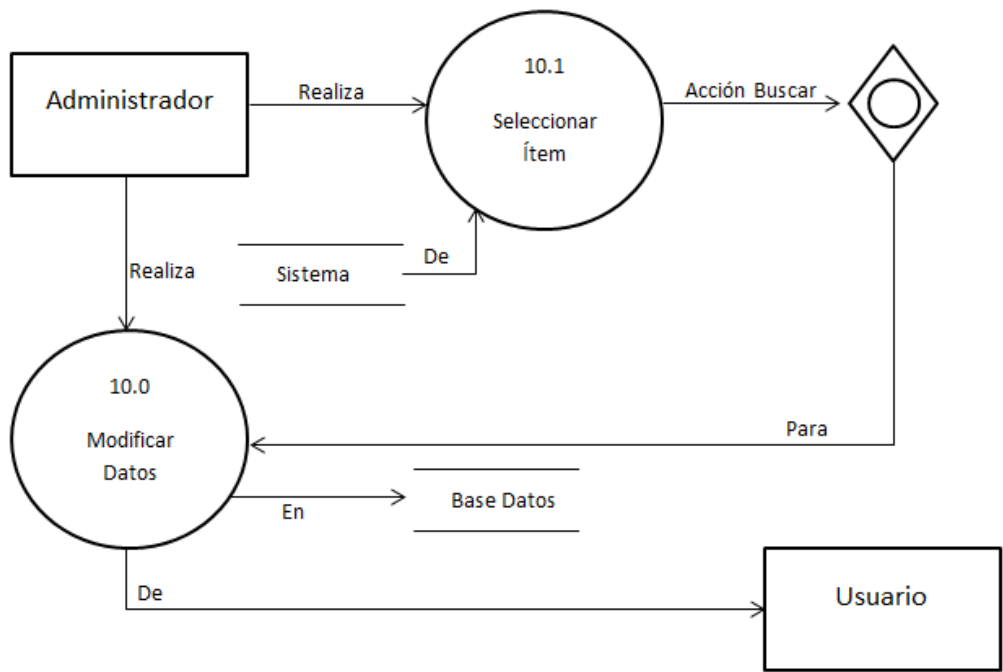 Administrador
Realiza
10.1
Seleccionar
Ítem
Acción Buscar
De
Sistema
Realiza
10.0
Modificar
Datos
Para
En
Base Datos
De
Usuario